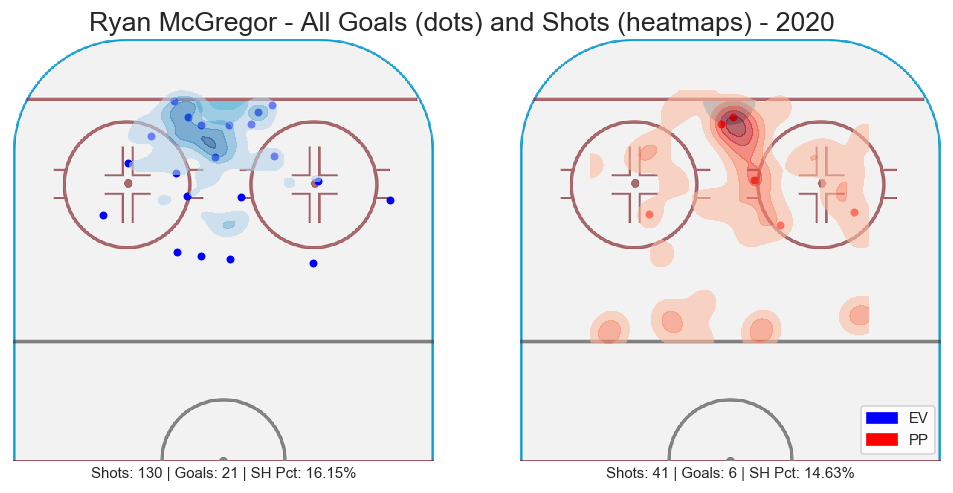 Ryan McGregor - All Goals (dots) and Shots (heatmaps) - 2020
EV
PP
Shots: 130 | Goals: 21 | SH Pct: 16.15%
Shots: 41 | Goals: 6 | SH Pct: 14.63%